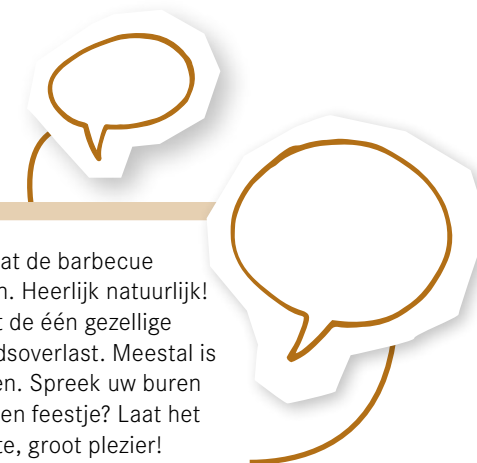 at de barbecue
n. Heerlijk natuurlijk!
t de één gezellige
dsoverlast. Meestal is
en. Spreek uw buren
en feestje? Laat het
te, groot plezier!